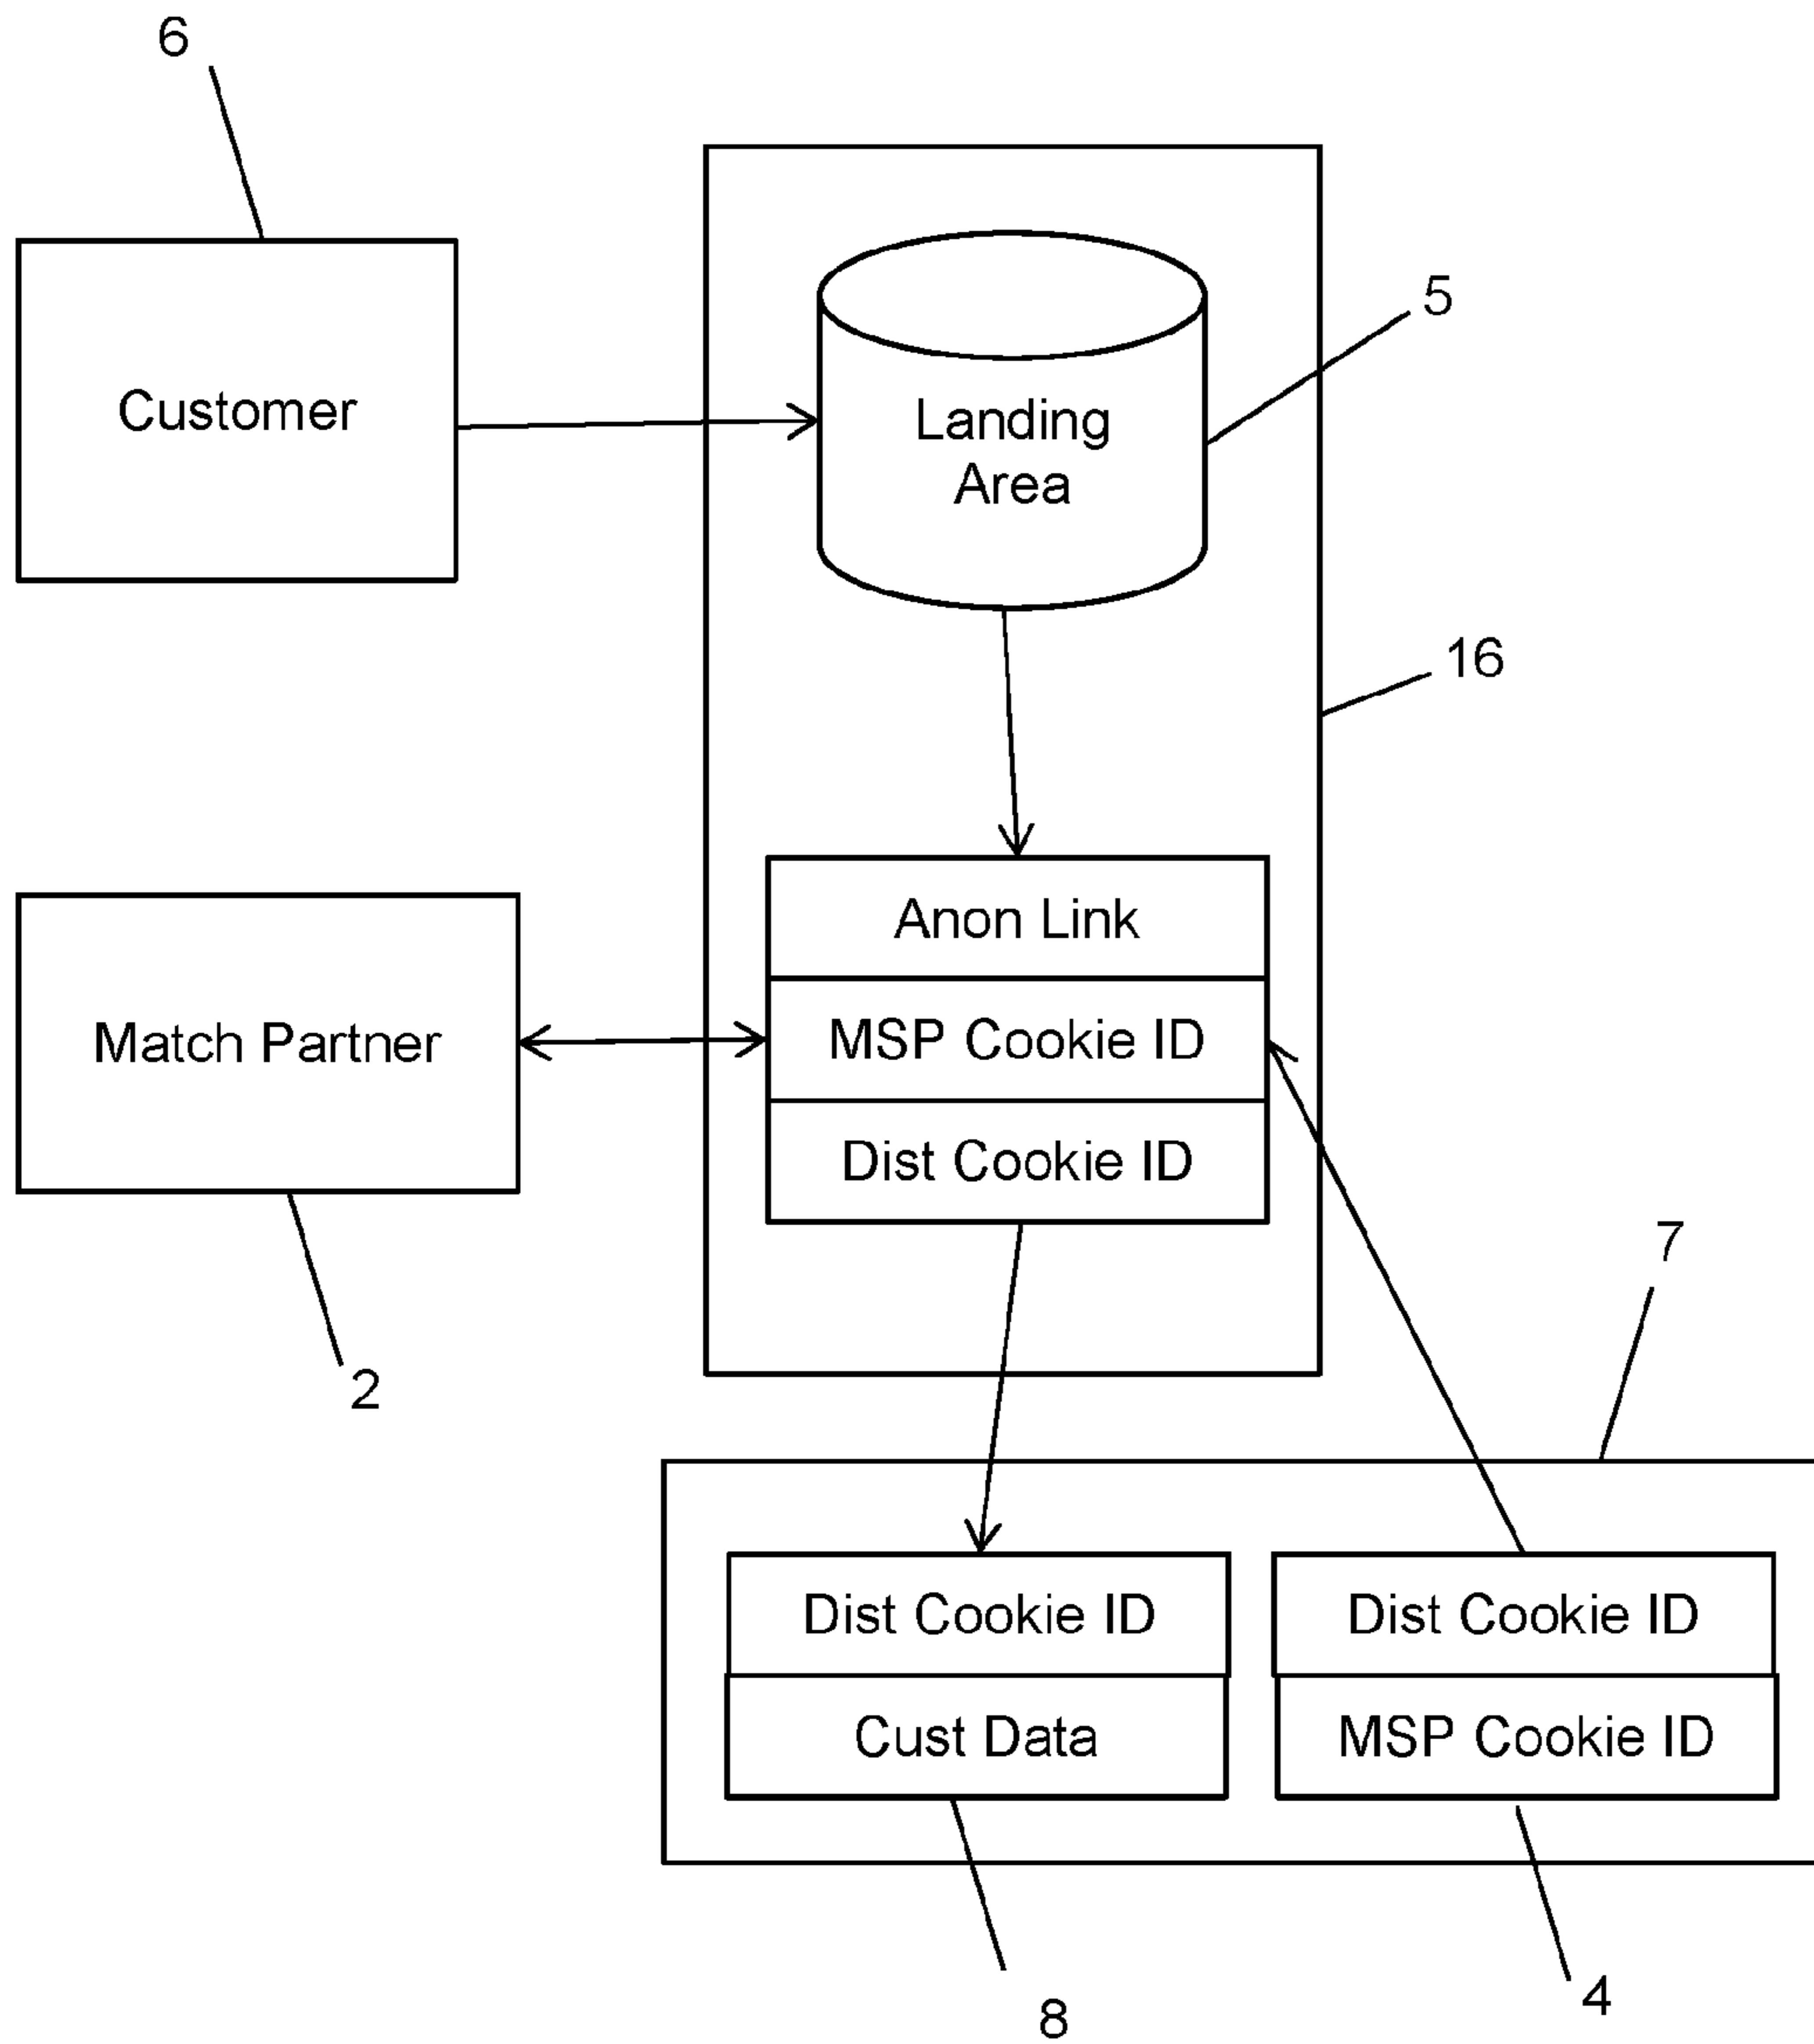 6
5
Customer
Landing
Area
16
Anon Link
Match Partner
MSP Cookie ID
Dist Cookie ID
7
2
Dist Cookie ID
Dist Cookie ID
Cust Data
MSP Cookie ID
8
4